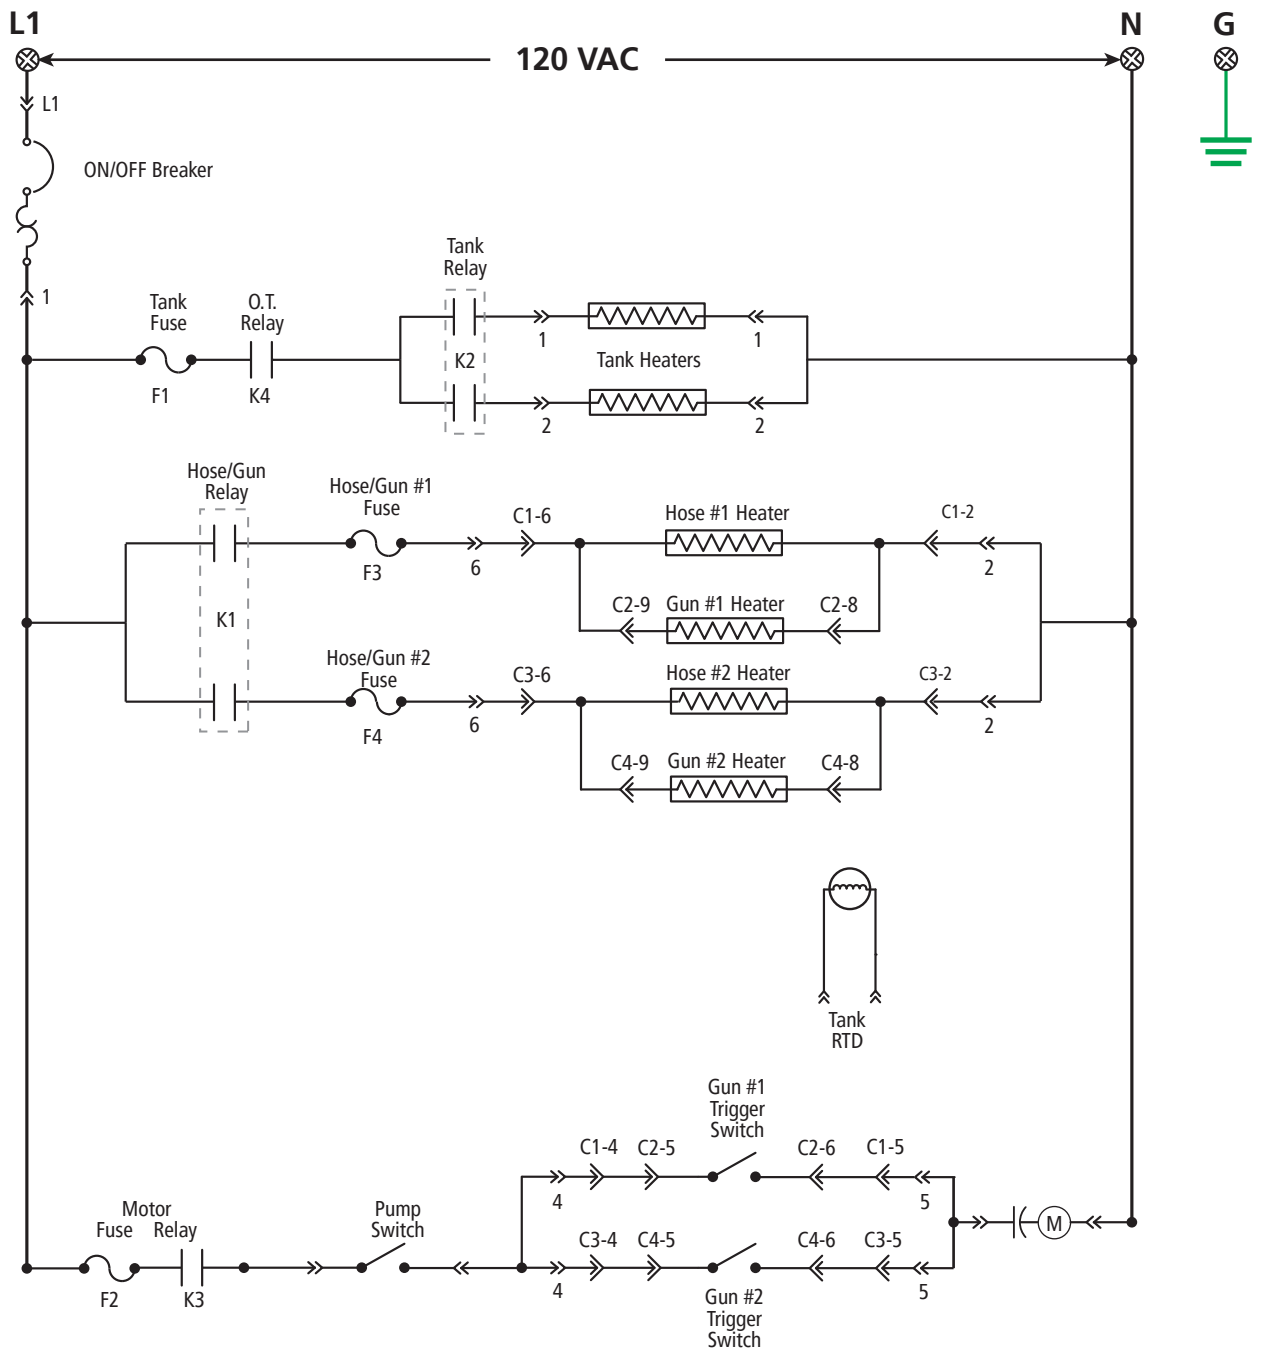 L1
N
G
120 VAC
L1
ON/OFF Breaker
1
Tank
Relay
Tank
Fuse
O.T.
Relay
F1
K4
K2
1
Tank Heaters
1
2
2
Hose/Gun
Relay
Hose/Gun #1
Fuse
F3
6
C1-6
Hose #1 Heater
C1-2
2
C2-9
Gun #1 Heater
C2-8
K1
Hose/Gun #2
Fuse
F4
6
C3-6
Hose #2 Heater
C3-2
2
C4-9
Gun #2 Heater
C4-8
Tank
RTD
Gun #1
Trigger
Switch
C1-4
C2-5
C2-6
C1-5
4
5
Motor
Fuse
Relay
F2
K3
Pump
Switch
C3-4
C4-5
C4-6
C3-5
M
4
5
Gun #2
Trigger
Switch